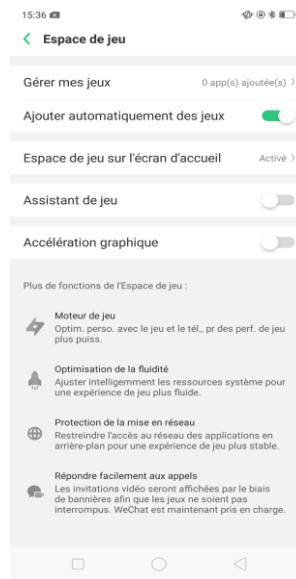 15:36
Espace de jeu
Gérer mes jeux 0 app(s) ajoutée(s)
Ajouter automatiquement des jeux
Espace de jeu sur l'écran d'accueil Activé
Assistant de jeu
Accélération graphique
Plus de fonctions de l'Espace de jeu :
Moteur de jeu
Optim. perso. avec le jeu et le tél., pr des perf. de jeu
plus puiss.
Optimisation de la fluidité
Ajuster intelligemment les ressources système pour
une expérience de jeu plus fluide.
Protection de la mise en réseau
Restreindre l'accès au réseau des applications en
arrière-plan pour une expérience de jeu plus stable.
Répondre facilement aux appels
Les invitations vidéo seront affichées par le biais
de bannières afin que les jeux ne soient pas
interrompus. WeChat est maintenant pris en charge.